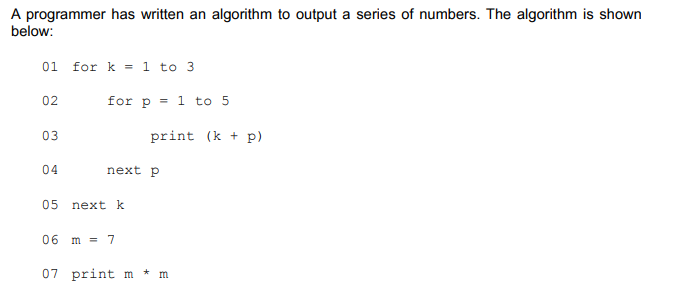 A programmer has written an algorithm to output a series of numbers. The algorithm is shown
below:
01 for k = 1 to 3
02 for p = 1 to 5
03 print (k + p)
04 next p
05 next k
06 m = 7
07 print m * m